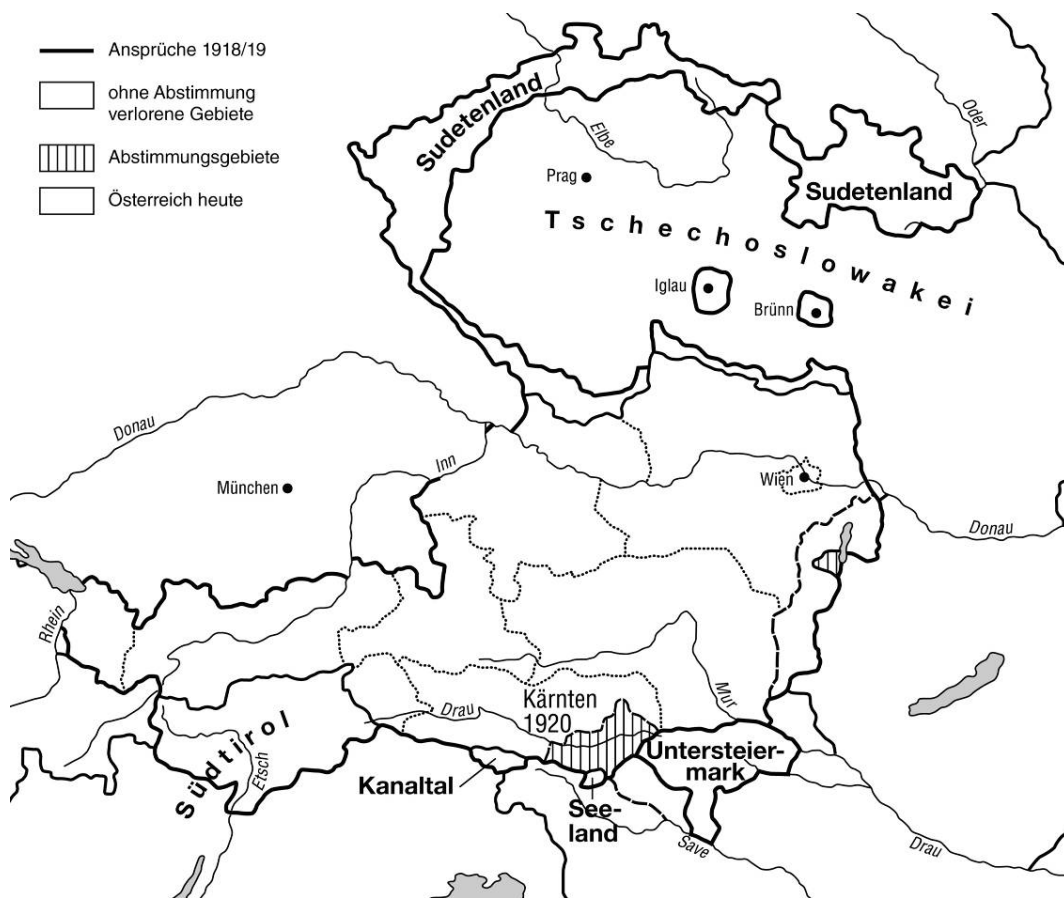 Ansprüche 1918/19
ohne Abstimmung
verlorene Gebiete
Abstimmungsgebiete
Österreich heute
Sudetenland
Elbe
Oder
Prag
Sudetenland
Tschechoslowakei
Iglau
Brünn
Donau
Inn
München
Wien
Donau
Rhein
Mur
Kärnten
1920
Drau
Südtirol
Etsch
Untersteier-
mark
Kanaltal
See-
land
Save
Drau